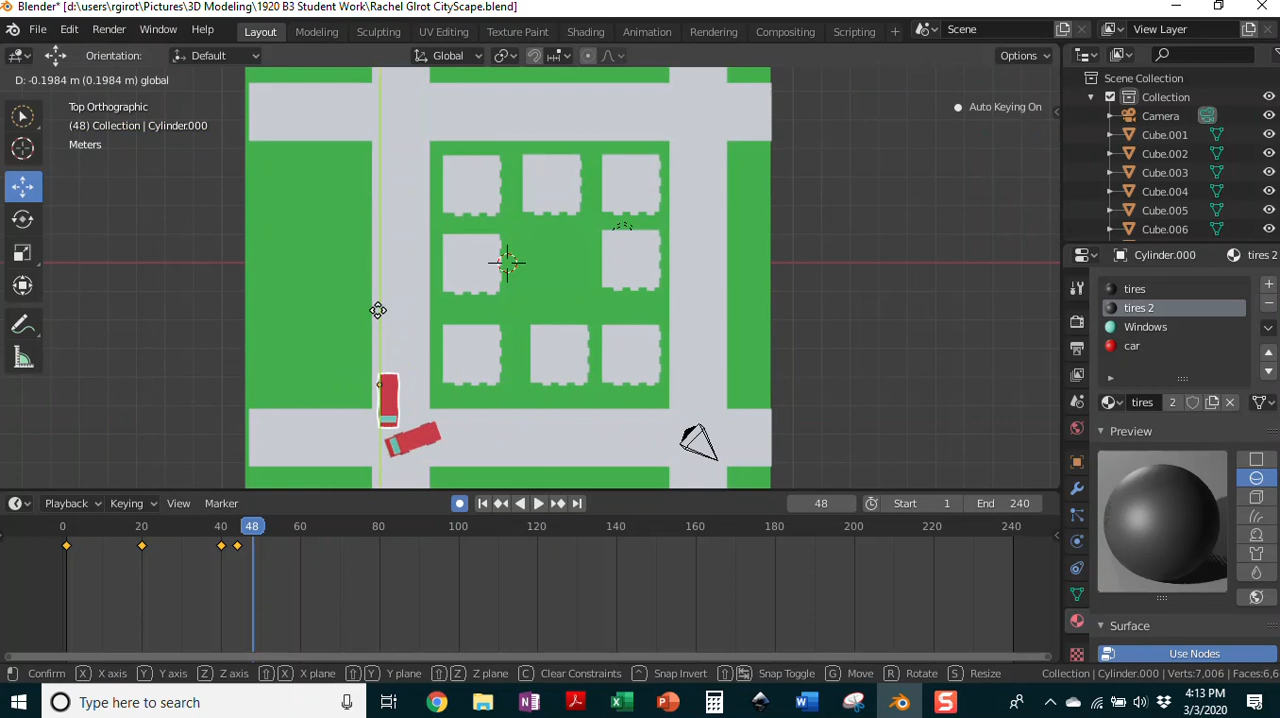 Blender* [d:\users\rgirot\Pictures\3D Modeling\1920 B3 Student Work\Rachel GIrot CityScape.blend]
File Edit Render Window Help Layout Modeling Sculpting UV Editing Texture Paint Shading Animation Rendering Compositing Scripting + Scene View Layer
Orientation: Default Global Options
D: -0.1984 m (0.1984 m) global
Top Orthographic
(48) Collection | Cylinder.000
Meters
Auto Keying On
Scene Collection
Collection
Camera
Cube.001
Cube.002
Cube.003
Cube.004
Cube.005
Cube.006
Cylinder.000 tires 2
tires
tires 2
Windows
car
tires 2
Preview
Surface
Use Nodes
Playback Keying View Marker 48 Start 1 End 240
0 20 40 48 60 80 100 120 140 160 180 200 220 240
Confirm X X axis Y Y axis Z Z axis X X plane Y Y plane Z Z plane C Clear Constraints Snap Invert Snap Toggle G Move R Rotate S Resize Collection | Cylinder.000 | Verts:7,006 | Faces:6,6
Type here to search
4:13 PM
3/3/2020